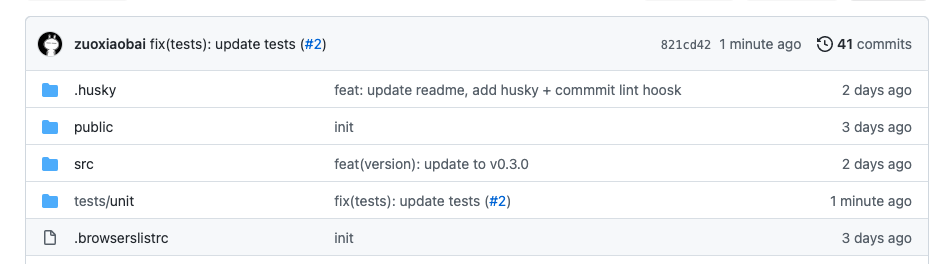 zuoxiaobai fix(tests): update tests (#2) 821cd42 1 minute ago 41 commits
.husky feat: update readme, add husky + commmit lint hoosk 2 days ago
public init 3 days ago
src feat(version): update to v0.3.0 2 days ago
tests/unit fix(tests): update tests (#2) 1 minute ago
.browserslistrc init 3 days ago